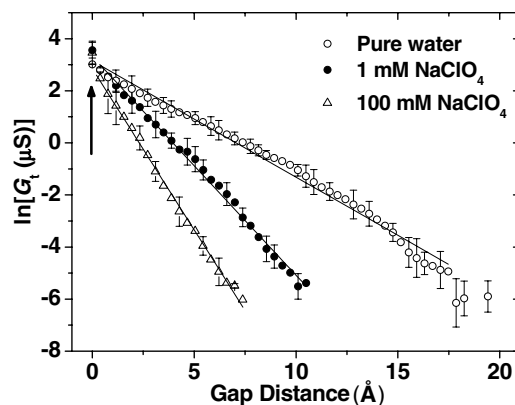 4
2
0
-2
-4
-6
-8
ln[Gt (μS)]
Pure water
1 mM NaClO4
100 mM NaClO4
0 5 10 15 20
Gap Distance (Å)